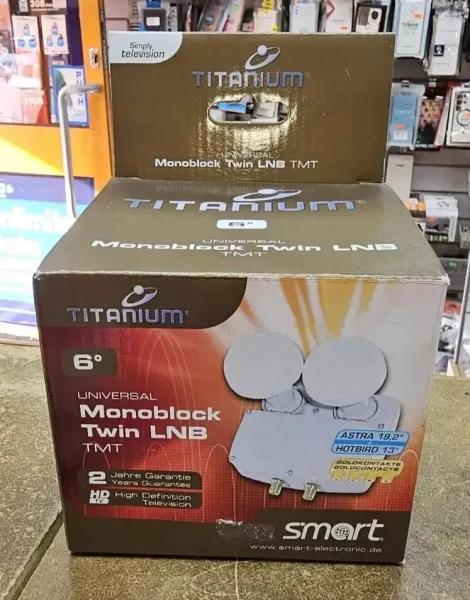 Simply
television
TITANIUM®
UNIVERSAL
Monoblock Twin LNB TMT
TITANIUM®
6°
UNIVERSAL
Monoblock Twin LNB
TMT
TITANIUM®
6°
UNIVERSAL
Monoblock
Twin LNB
TMT
ASTRA 19,2°
+
HOTBIRD 13°
GOLDKONTAKTE
GOLDCONTACTS
2 Jahre Garantie
Years Guarantee
HD High Definition
Television
smart
www.smart-electronic.de